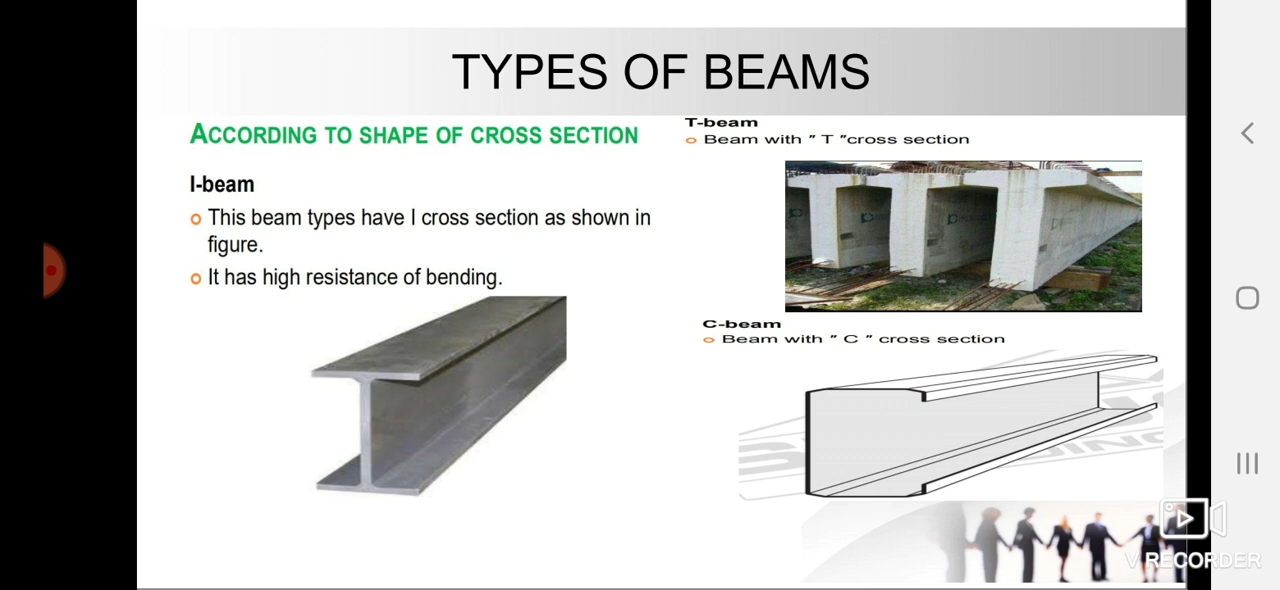 TYPES OF BEAMS
ACCORDING TO SHAPE OF CROSS SECTION
I-beam
This beam types have I cross section as shown in
figure.
It has high resistance of bending.
T-beam
Beam with " T "cross section
C-beam
Beam with " C " cross section
V RECORDER